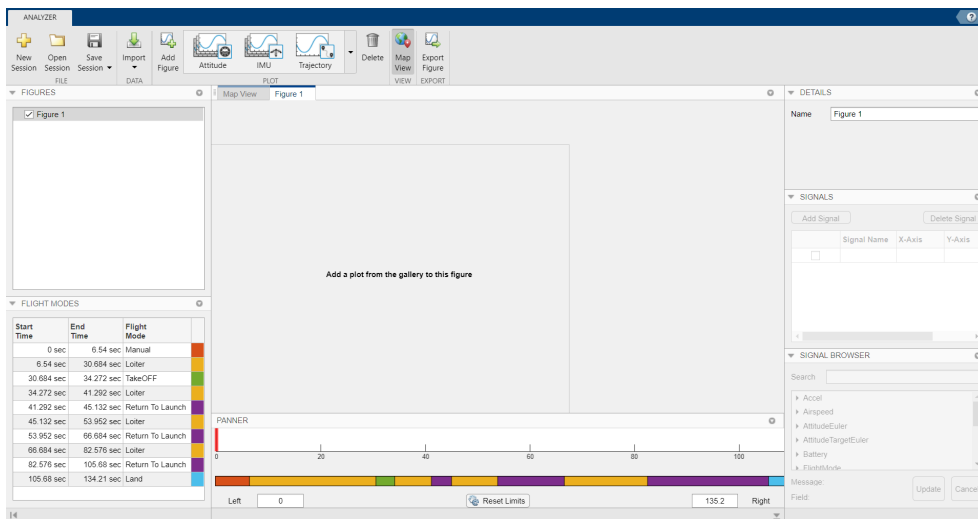 ANALYZER
?
New Session
Open Session
Save Session
Import
Add Figure
Attitude
IMU
Trajectory
Delete
Map View
Export Figure
FILE
DATA
PLOT
VIEW
EXPORT
FIGURES
Figure 1
Map View
Figure 1
DETAILS
Name
Figure 1
SIGNALS
Add Signal
Delete Signal
Signal Name X-Axis Y-Axis
Add a plot from the gallery to this figure
FLIGHT MODES
Start Time End Time Flight Mode
0 sec 6.54 sec Manual
6.54 sec 30.684 sec Loiter
30.684 sec 34.272 sec TakeOFF
34.272 sec 41.292 sec Loiter
41.292 sec 45.132 sec Return To Launch
45.132 sec 53.952 sec Loiter
53.952 sec 66.684 sec Return To Launch
66.684 sec 82.576 sec Loiter
82.576 sec 105.68 sec Return To Launch
105.68 sec 134.21 sec Land
PANNER
0 20 40 60 80 100
Left 0
Reset Limits
135.2 Right
SIGNAL BROWSER
Search
Accel
Airspeed
AttitudeEuler
AttitudeTargetEuler
Battery
FlightMode
Message:
Field:
Update
Cance